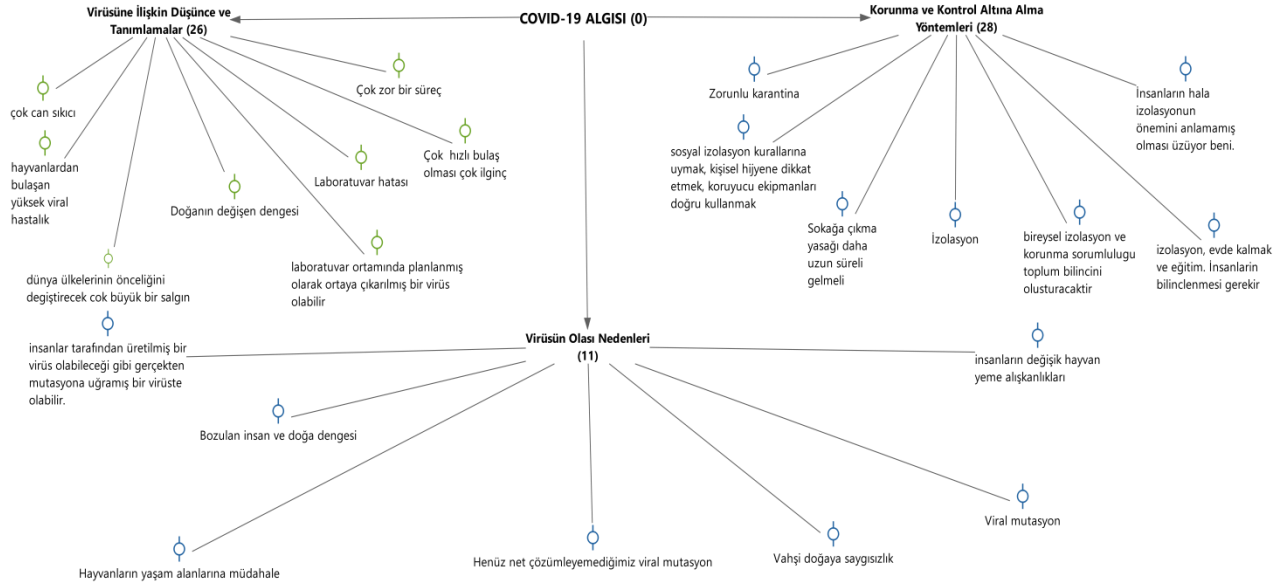 COVID-19 ALGISI (0)
Virüsüne İlişkin Düşünce ve
Tanımlamalar (26)
çok can sıkıcı
hayvanlardan
bulaşan
yüksek viral
hastalık
dünya ülkelerinin önceliğini
değiştirecek cok büyük bir salgın
Doğanın değişen dengesi
laboratuvar ortamında planlanmış
olarak ortaya çıkarılmış bir virüs
olabilir
Laboratuvar hatası
Çok hızlı bulaş
olması çok ilginç
Çok zor bir süreç
Korunma ve Kontrol Altına Alma
Yöntemleri (28)
Zorunlu karantina
sosyal izolasyon kurallarına
uymak, kişisel hijyene dikkat
etmek, koruyucu ekipmanları
doğru kullanmak
Sokağa çıkma
yasağı daha
uzun süreli
gelmeli
İzolasyon
bireysel izolasyon ve
korunma sorumlulugu
toplum bilincini
olusturacaktir
izolasyon, evde kalmak
ve eğitim. İnsanlarin
bilinclenmesi gerekir
İnsanların hala
izolasyonun
önemini anlamamış
olması üzüyor beni.
Virüsün Olası Nedenleri
(11)
insanlar tarafından üretilmiş bir
virüs olabileceği gibi gerçekten
mutasyona uğramış bir virüste
olabilir.
Bozulan insan ve doğa dengesi
Hayvanların yaşam alanlarına müdahale
Henüz net çözümleyemediğimiz viral mutasyon
Vahşi doğaya saygısızlık
Viral mutasyon
insanların değişik hayvan
yeme alışkanlıkları